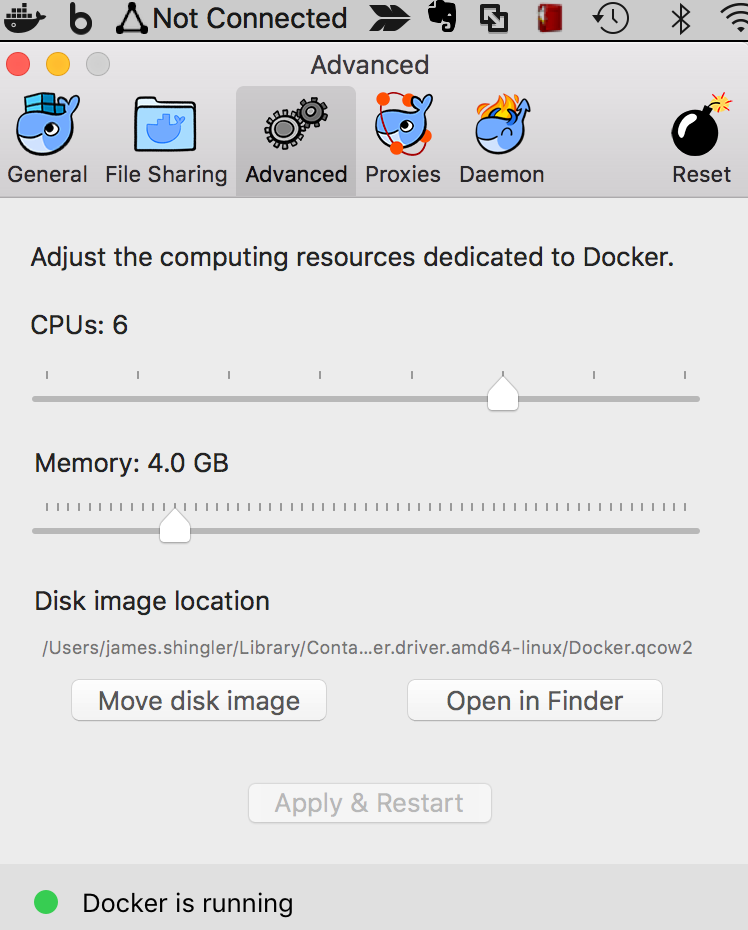 Not Connected
Advanced
General File Sharing Advanced Proxies Daemon Reset
Adjust the computing resources dedicated to Docker.
CPUs: 6
Memory: 4.0 GB
Disk image location
/Users/james.shingler/Library/Conta...er.driver.amd64-linux/Docker.qcow2
Move disk image Open in Finder
Apply & Restart
Docker is running